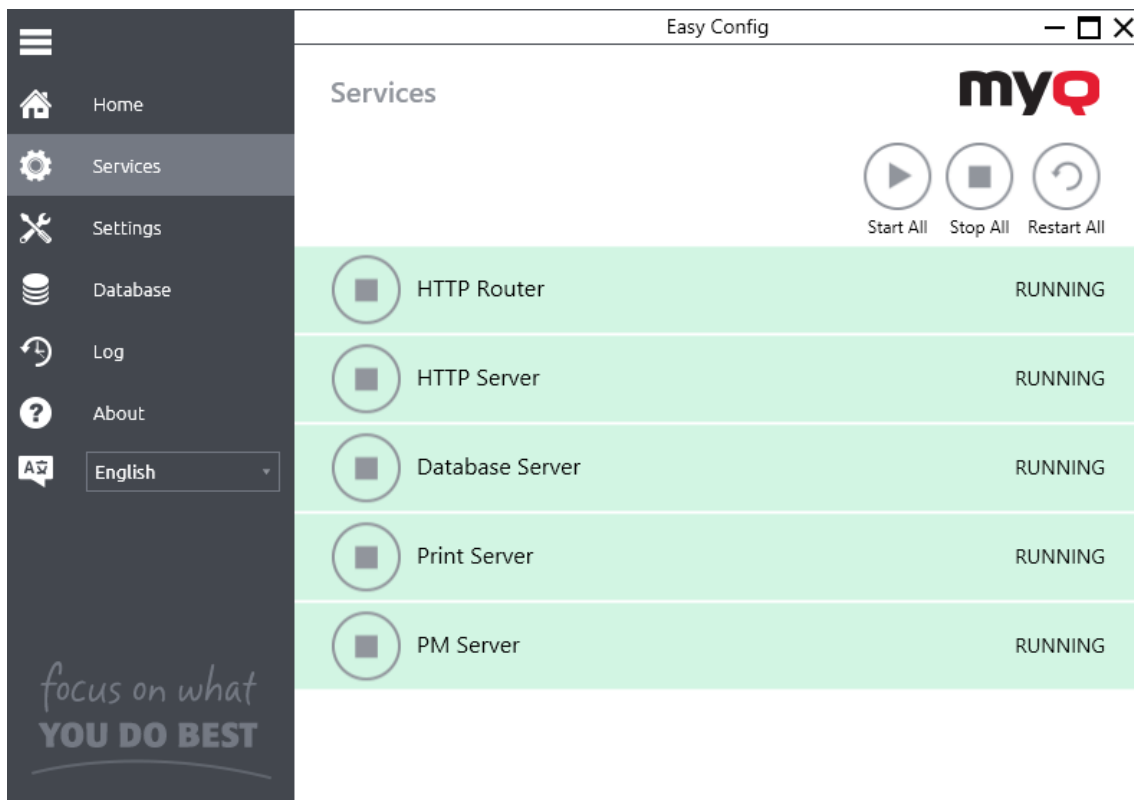 Easy Config
Home
Services
Settings
Database
Log
About
English
focus on what
YOU DO BEST
Services
myQ
Start All Stop All Restart All
HTTP Router RUNNING
HTTP Server RUNNING
Database Server RUNNING
Print Server RUNNING
PM Server RUNNING